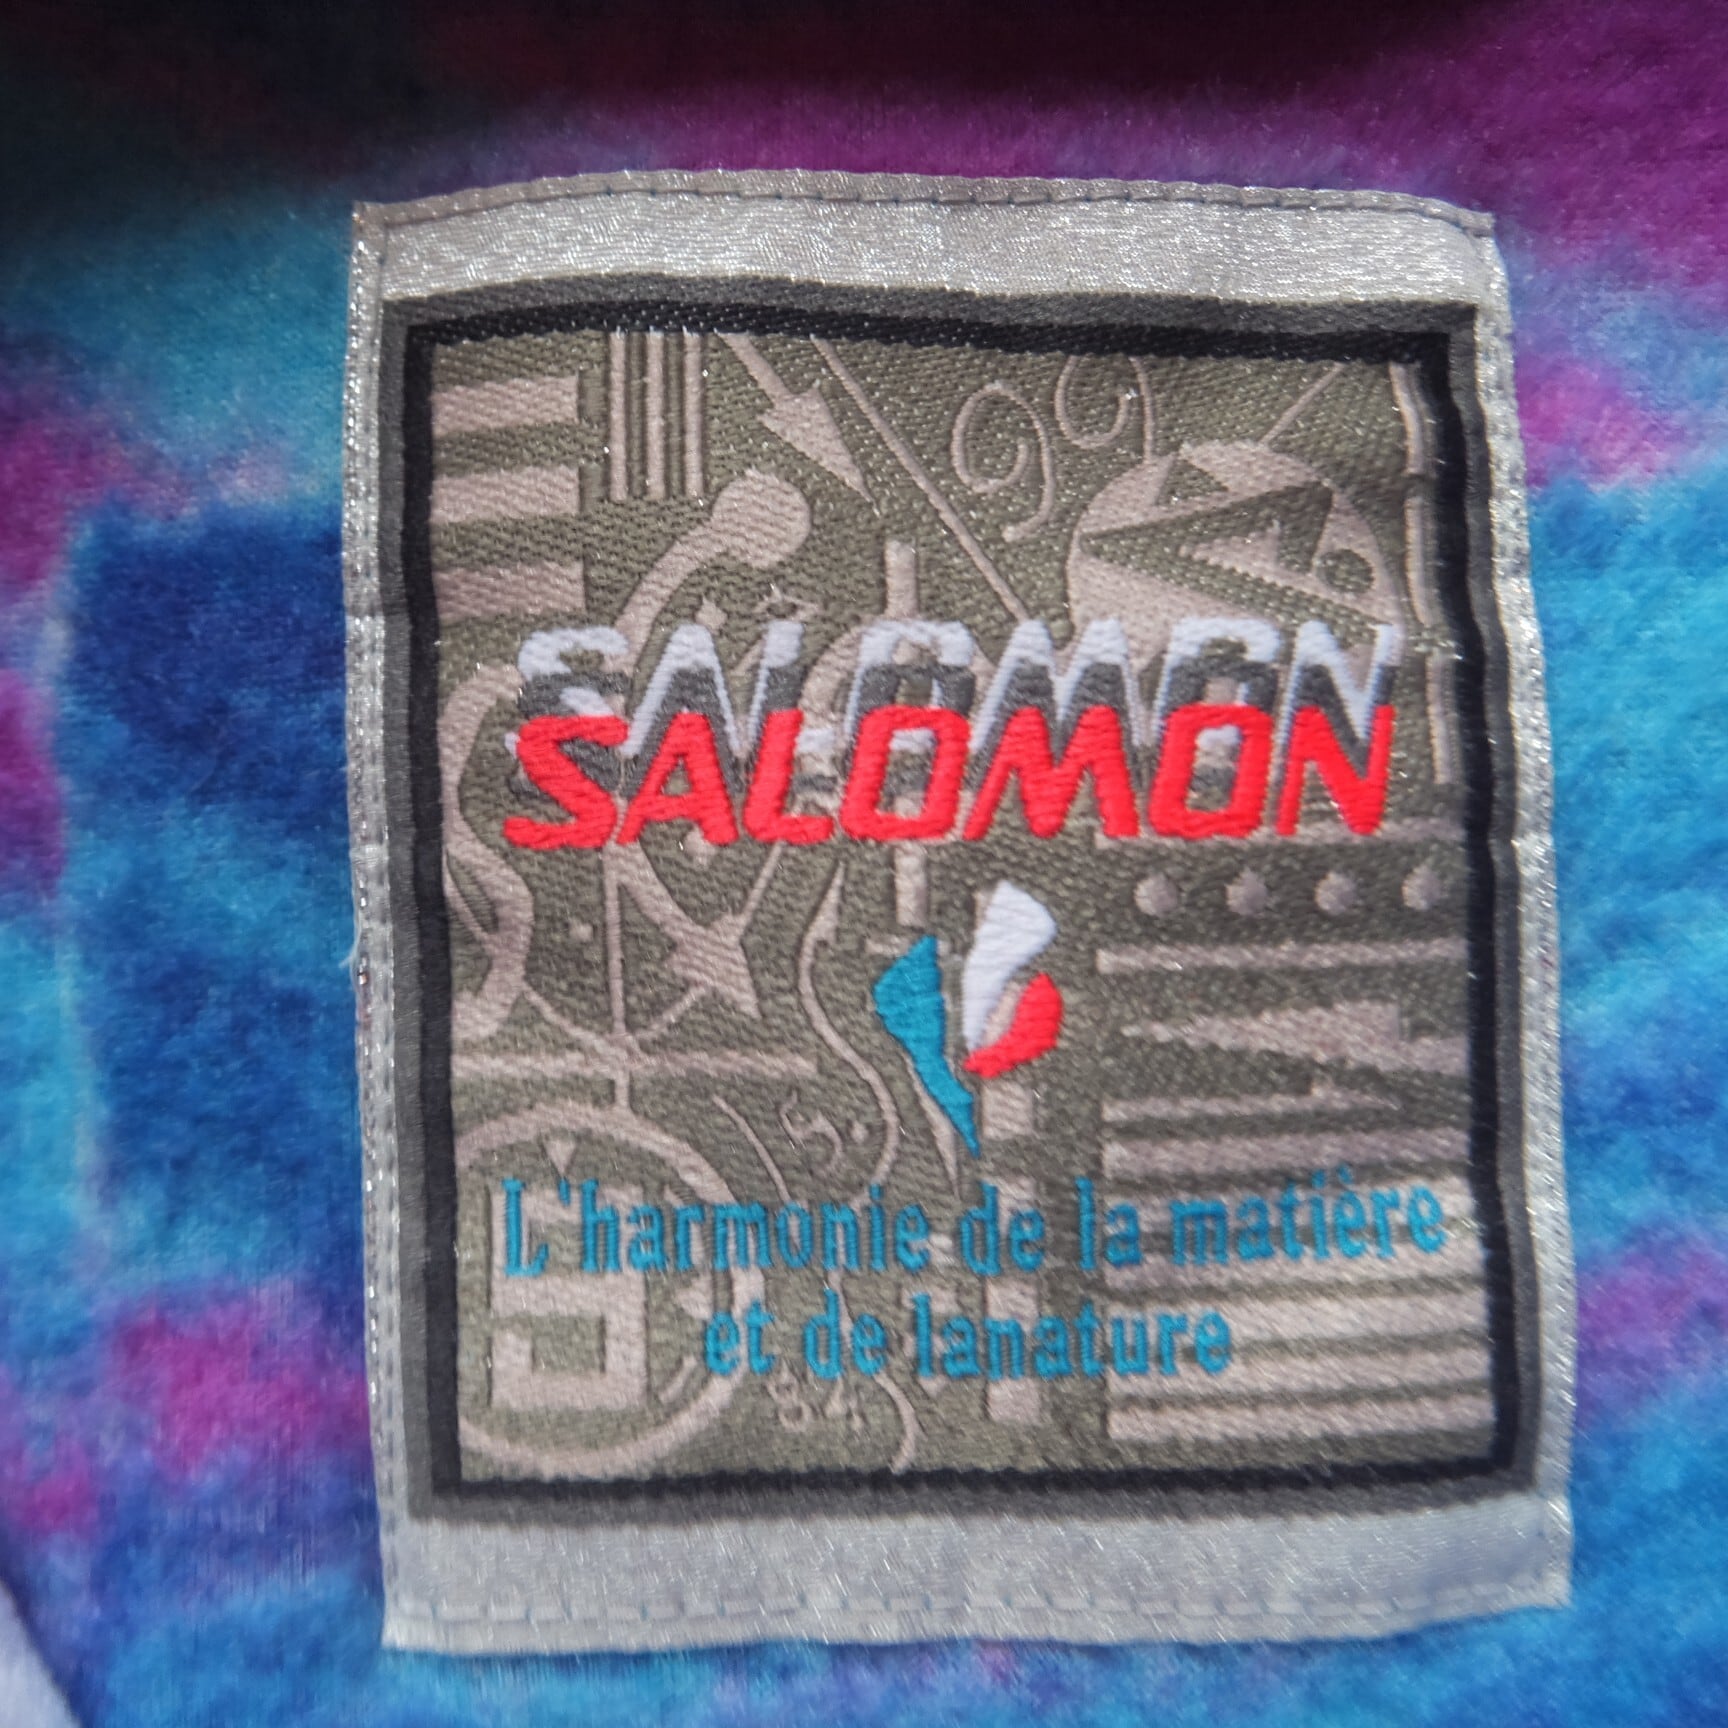 SALOMON
SALOMON
L'harmonie de la matière
et de lanature